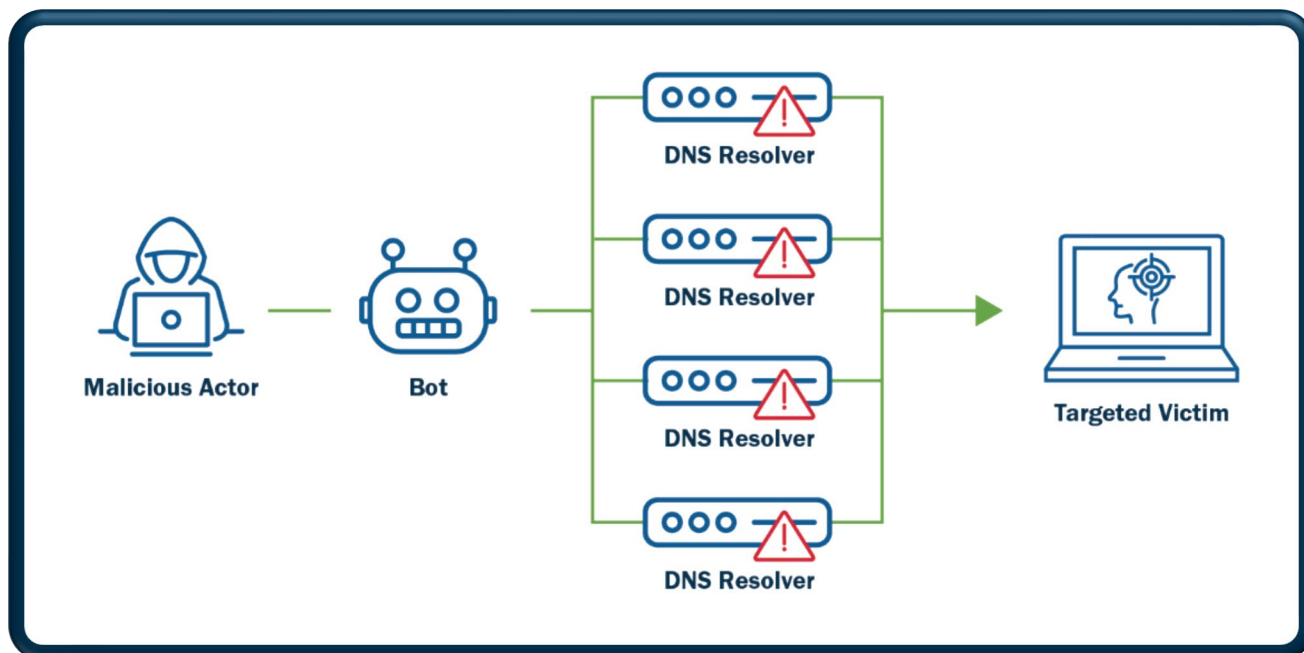 DNS Resolver
DNS Resolver
Malicious Actor
Bot
Targeted Victim
DNS Resolver
DNS Resolver